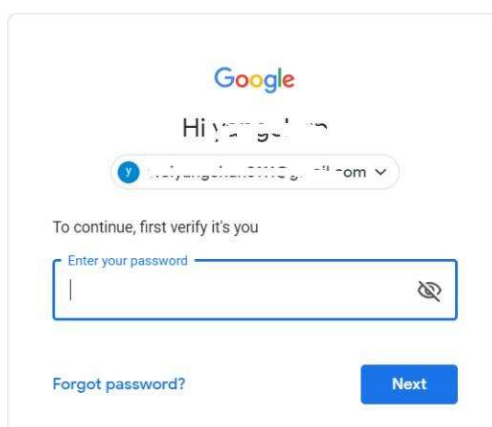 Google
Hi
y
To continue, first verify it's you
Enter your password
Forgot password?
Next